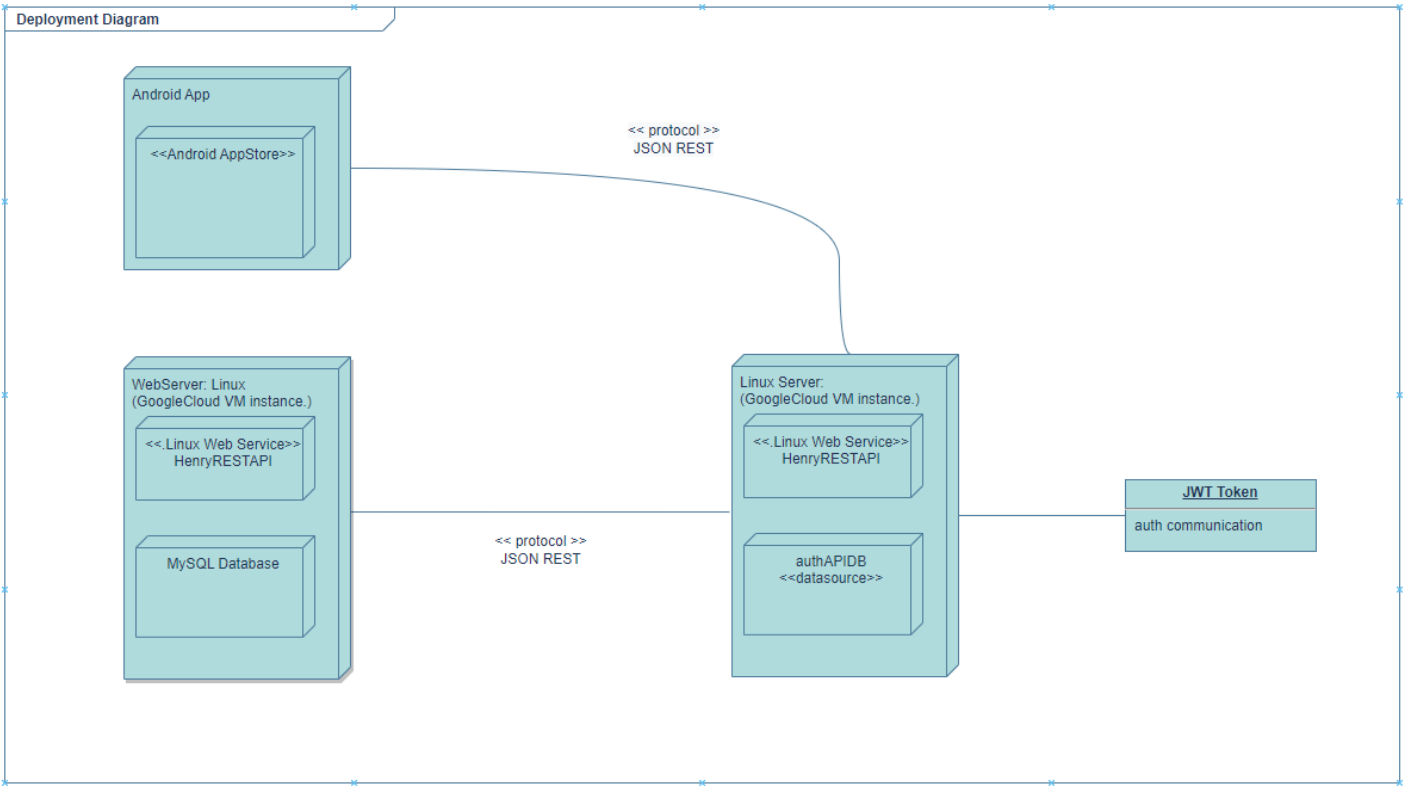 Deployment Diagram
Android App
<<Android AppStore>>
<< protocol >>
JSON REST
WebServer: Linux
(GoogleCloud VM instance.)
<<.Linux Web Service>>
HenryRESTAPI
MySQL Database
<< protocol >>
JSON REST
Linux Server:
(GoogleCloud VM instance.)
<<.Linux Web Service>>
HenryRESTAPI
authAPIDB
<<datasource>>
JWT Token
auth communication